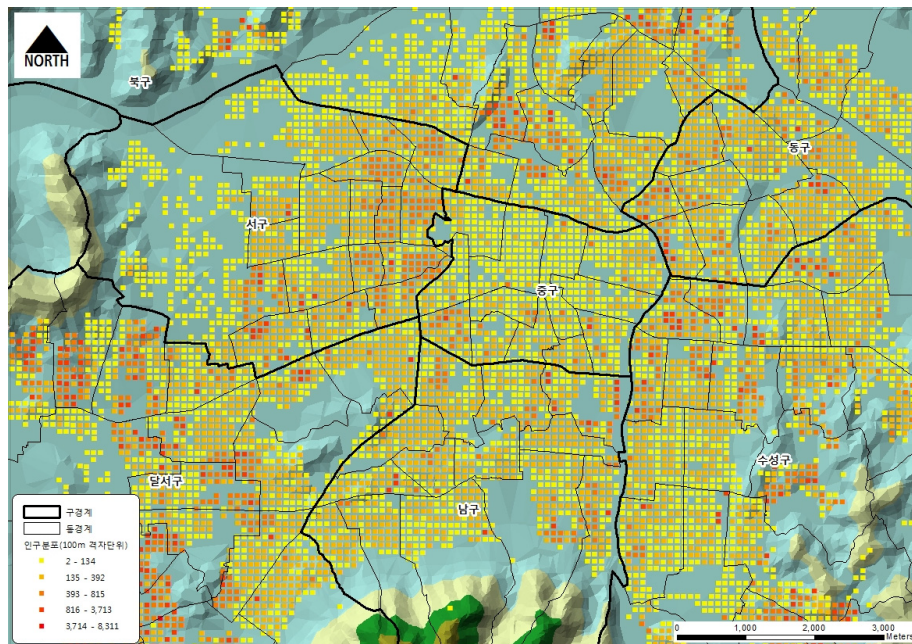 NORTH
북구
동구
서구
중구
수성구
달서구
남구
구경계
동경계
인구분포(100m 격자단위)
2 - 134
135 - 392
393 - 815
816 - 3,713
3,714 - 8,311
0 1,000 2,000 3,000
Meters